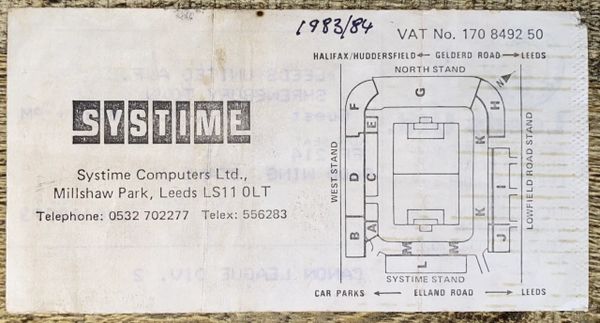 1983/84
VAT No. 170 8492 50
HALIFAX/HUDDERSFIELD ← GELDERD ROAD → LEEDS
NORTH STAND
N
F
G
H
E
K
SYSTIME
WEST STAND
D
C
I
LOWFIELD ROAD STAND
Systime Computers Ltd.,
Millshaw Park, Leeds LS11 0LT
Telephone: 0532 702277 Telex: 556283
K
B
A
J
M
M
L
SYSTIME STAND
CAR PARKS ← ELLAND ROAD → LEEDS